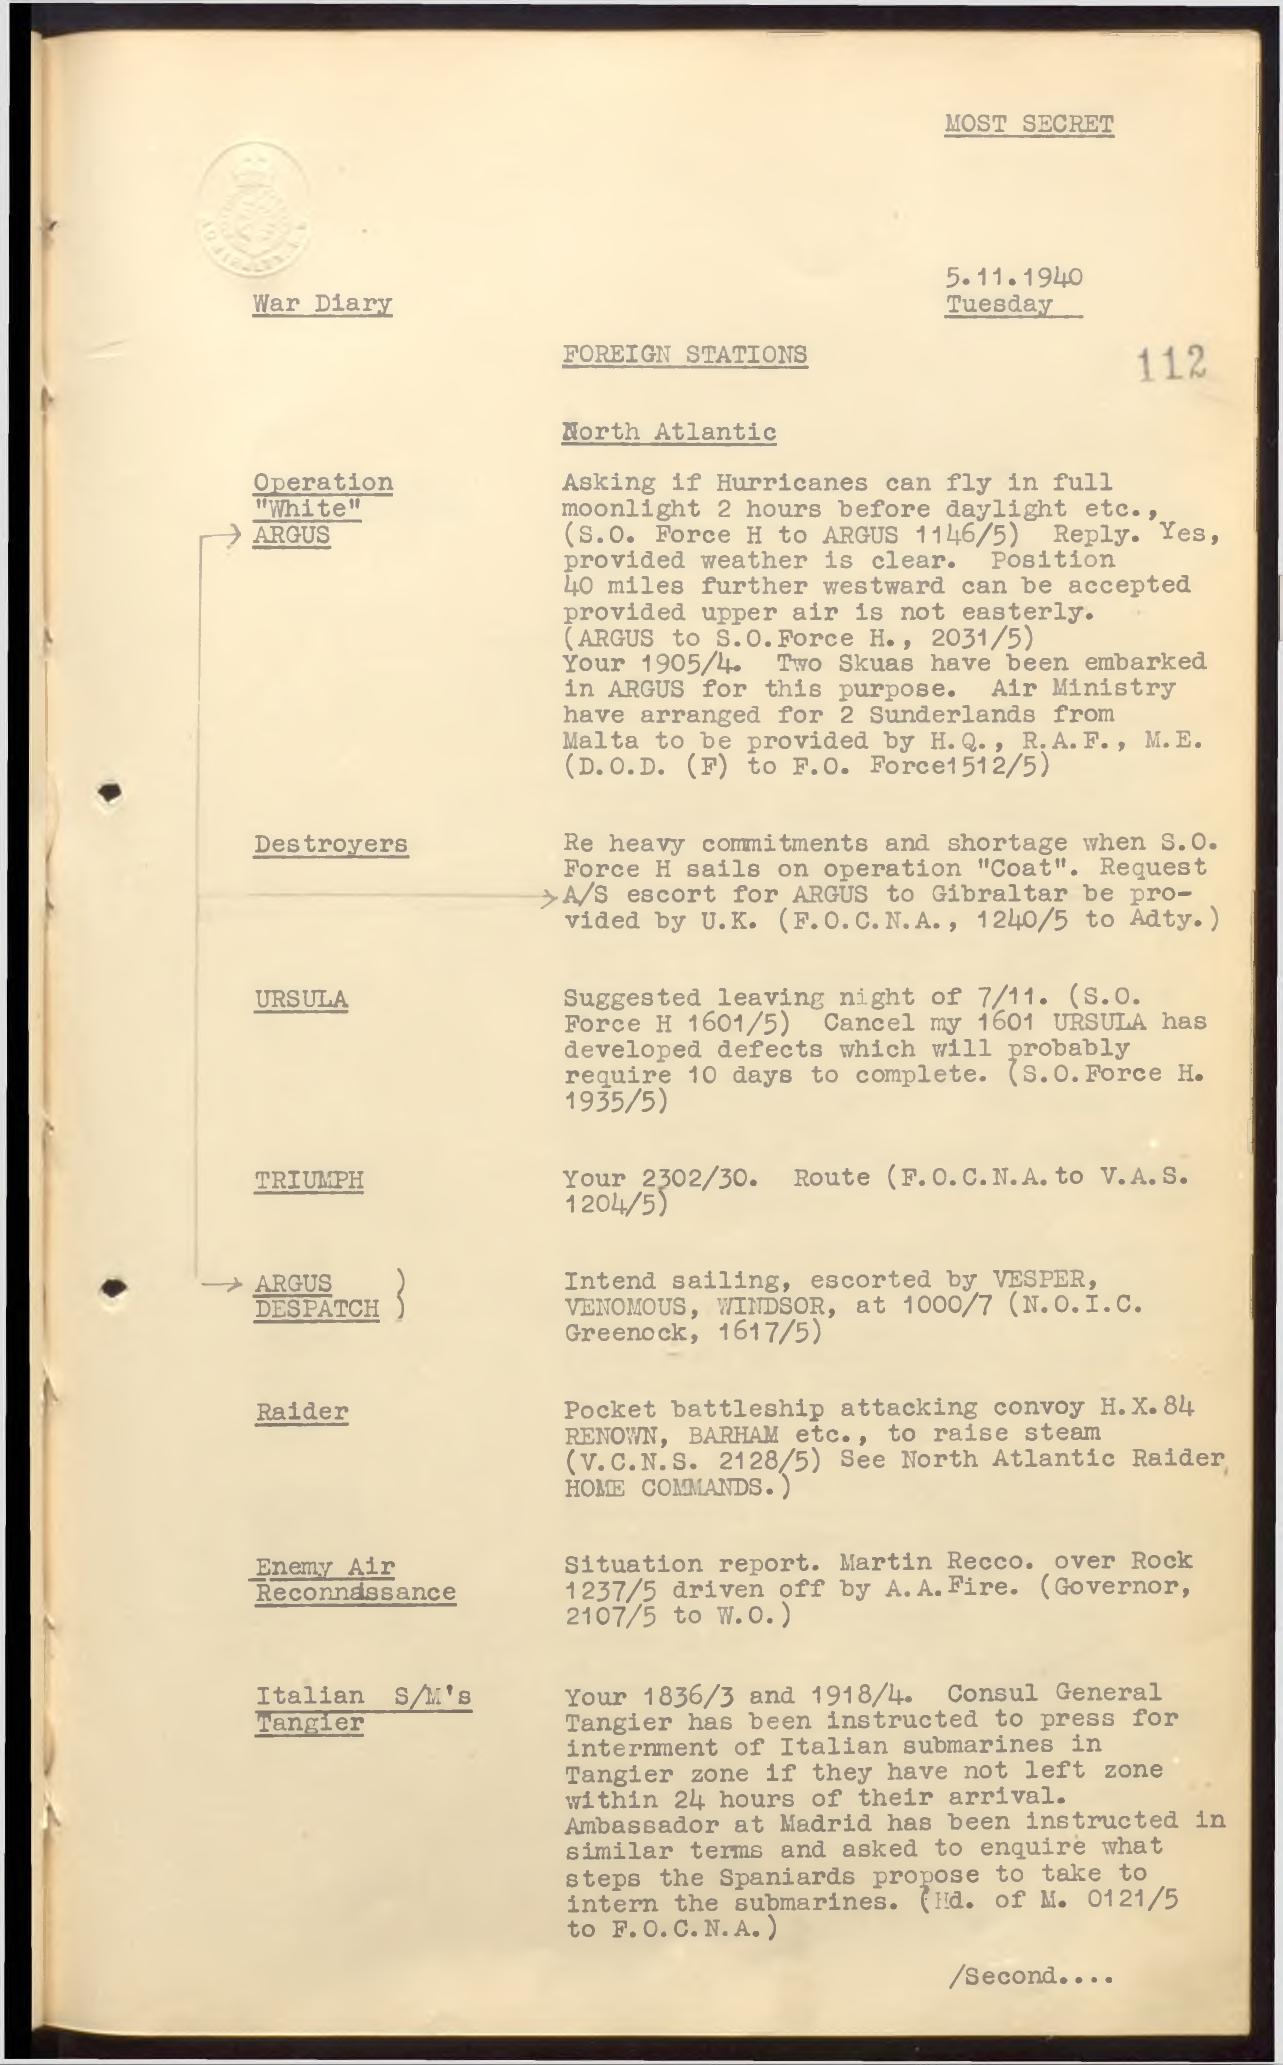 MOST SECRET
5.11.1940
War Diary
Tuesday
FOREIGN STATIONS
112
North Atlantic
Operation
"White"
ARGUS
Asking if Hurricanes can fly in full
moonlight 2 hours before daylight etc.,
(S.O. Force H to ARGUS 1146/5) Reply. Yes,
provided weather is clear. Position
40 miles further westward can be accepted
provided upper air is not easterly.
(ARGUS to S.O.Force H., 2031/5)
Your 1905/4. Two Skuas have been embarked
in ARGUS for this purpose. Air Ministry
have arranged for 2 Sunderlands from
Malta to be provided by H.Q., R.A.F., M.E.
(D.O.D. (F) to F.O. Force1512/5)
Destroyers
Re heavy commitments and shortage when S.O.
Force H sails on operation "Coat". Request
A/S escort for ARGUS to Gibraltar be pro-
vided by U.K. (F.O.C.N.A., 1240/5 to Adty.)
URSULA
Suggested leaving night of 7/11. (S.O.
Force H 1601/5) Cancel my 1601 URSULA has
developed defects which will probably
require 10 days to complete. (S.O.Force H.
1935/5)
TRIUMPH
Your 2302/30. Route (F.O.C.N.A.to V.A.S.
1204/5)
ARGUS )
DESPATCH )
Intend sailing, escorted by VESPER,
VENOMOUS, WINDSOR, at 1000/7 (N.O.I.C.
Greenock, 1617/5)
Raider
Pocket battleship attacking convoy H.X.84
RENOWN, BARHAM etc., to raise steam
(V.C.N.S. 2128/5) See North Atlantic Raider,
HOME COMMANDS.)
Enemy Air
Reconnassance
Situation report. Martin Recco. over Rock
1237/5 driven off by A.A.Fire. (Governor,
2107/5 to W.O.)
Italian S/M's
Tangier
Your 1836/3 and 1918/4. Consul General
Tangier has been instructed to press for
internment of Italian submarines in
Tangier zone if they have not left zone
within 24 hours of their arrival.
Ambassador at Madrid has been instructed in
similar terms and asked to enquire what
steps the Spaniards propose to take to
intern the submarines. (Hd. of M. 0121/5
to F.O.C.N.A.)
/Second....